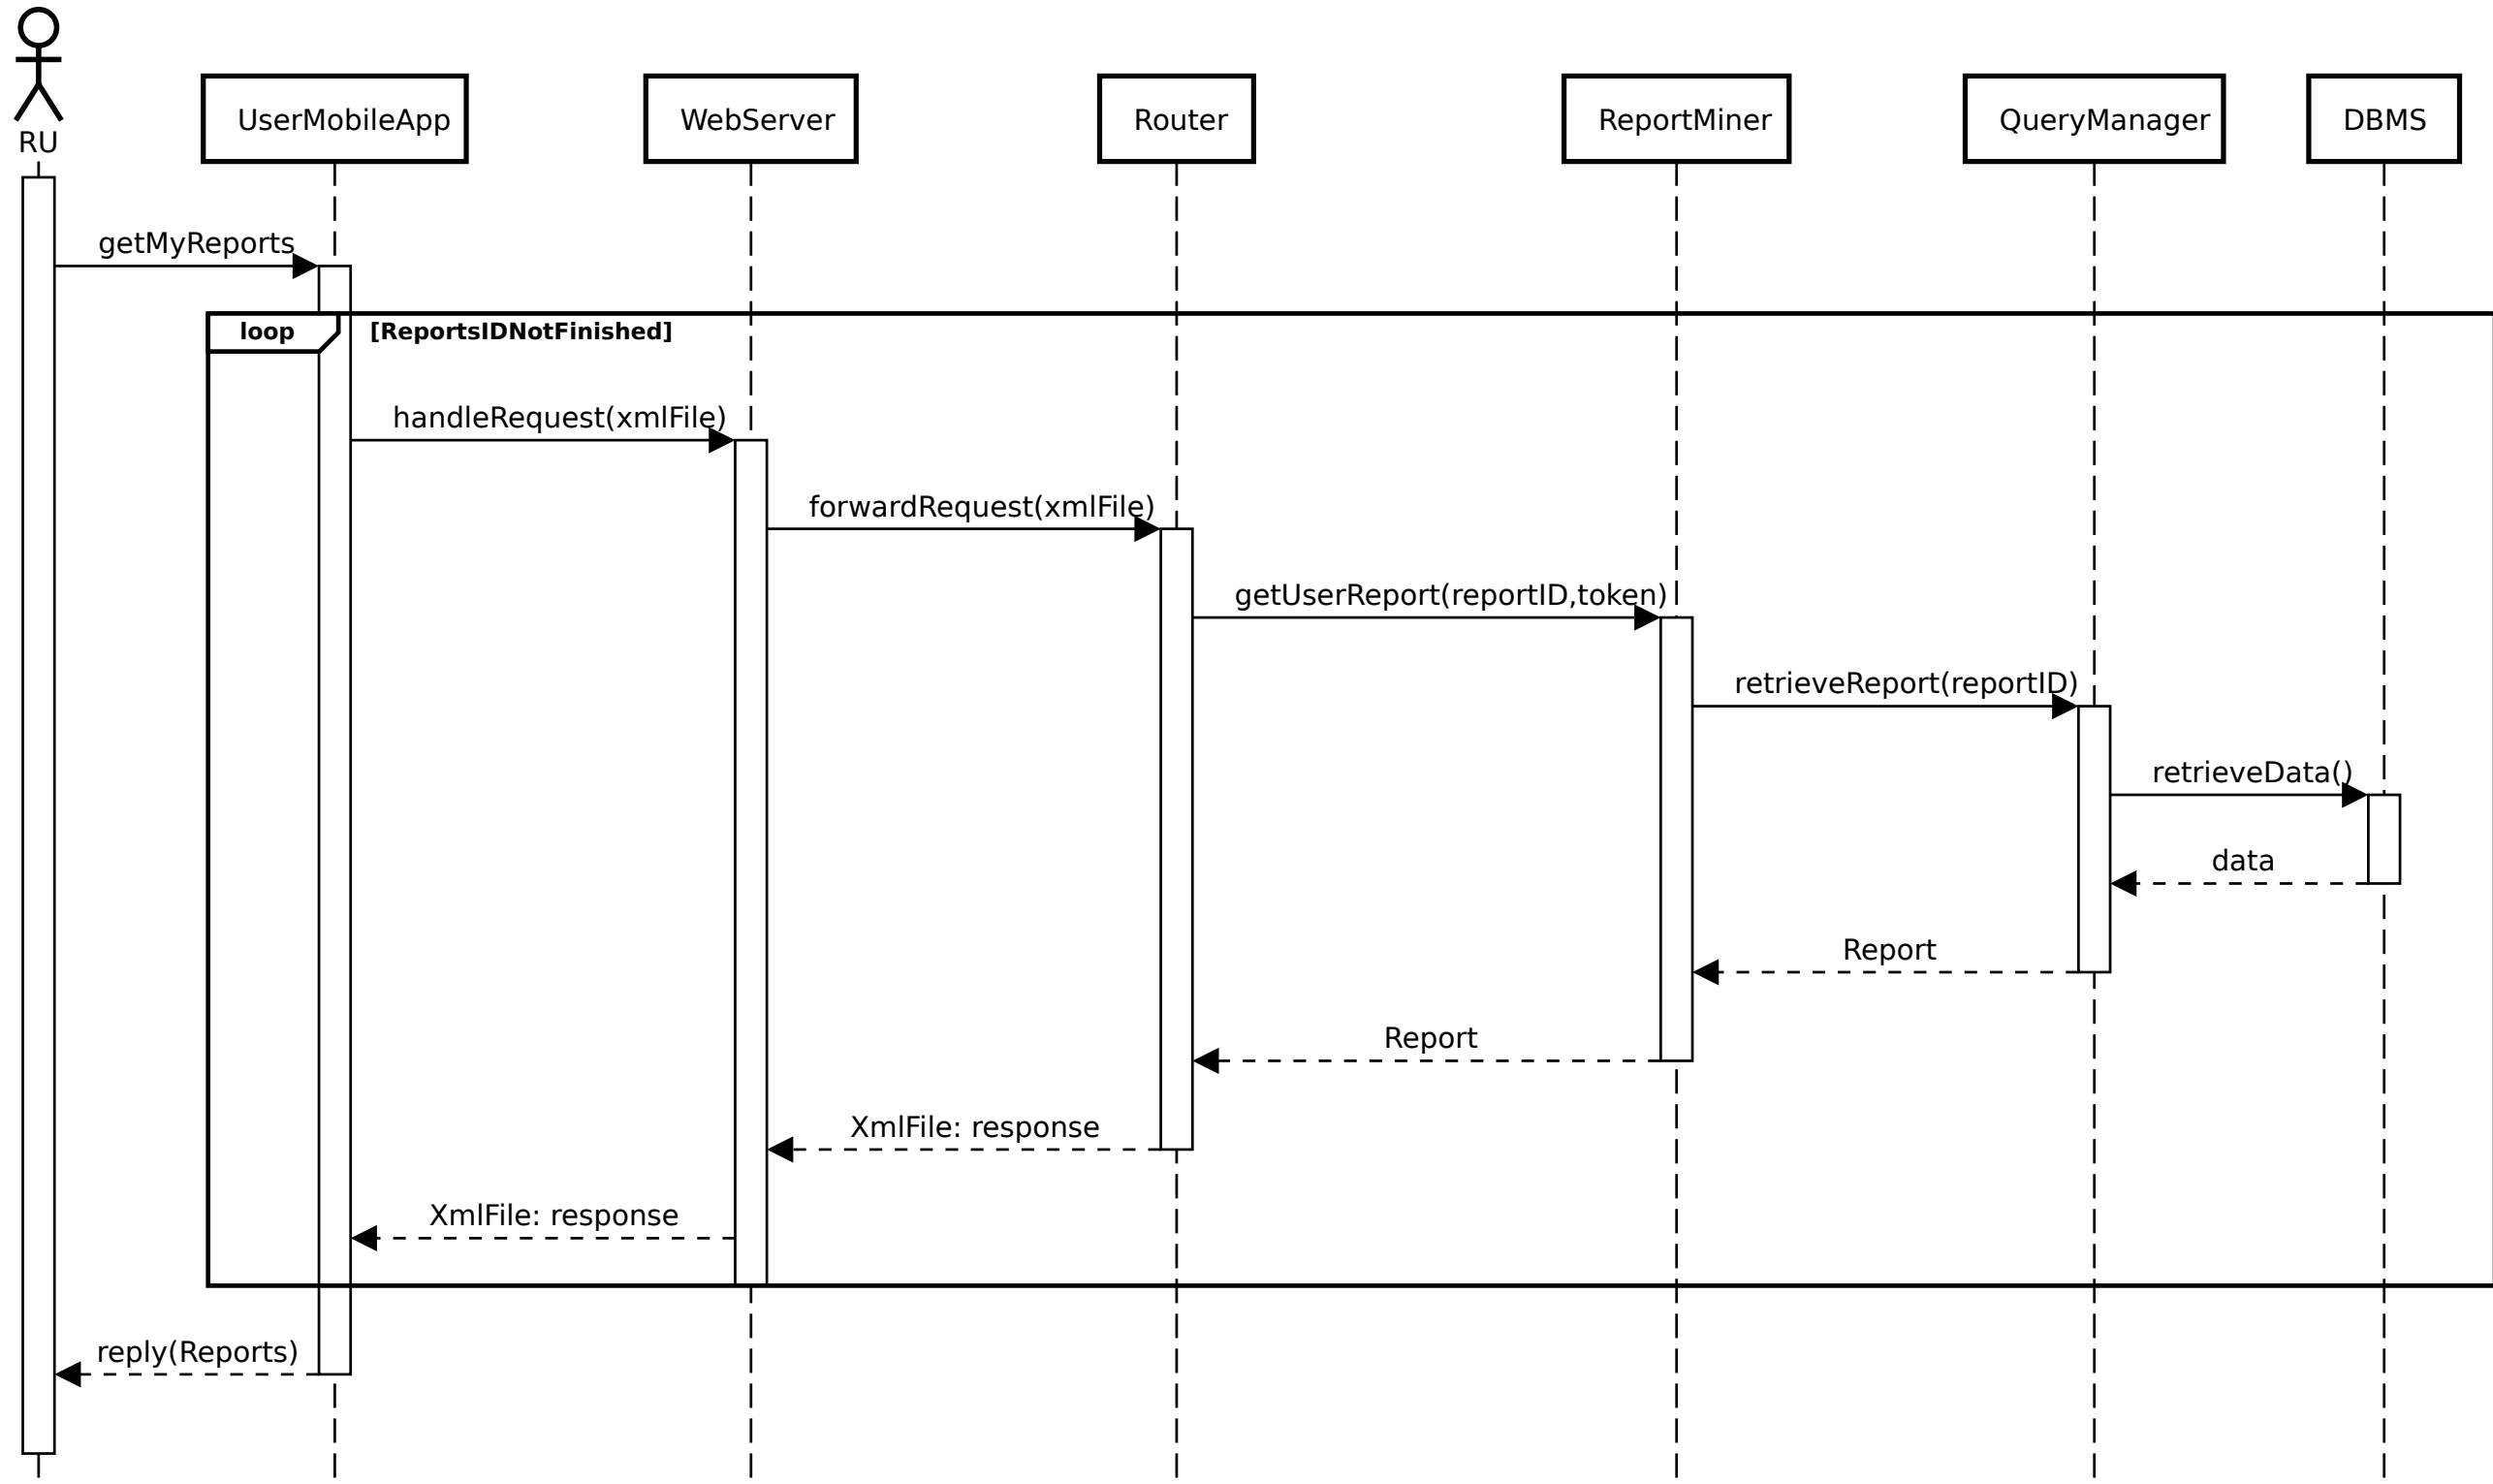 RU
UserMobileApp
WebServer
Router
ReportMiner
QueryManager
DBMS
getMyReports
loop
[ReportsIDNotFinished]
handleRequest(xmlFile)
forwardRequest(xmlFile)
getUserReport(reportID,token)
retrieveReport(reportID)
retrieveData()
data
Report
Report
XmlFile: response
XmlFile: response
reply(Reports)